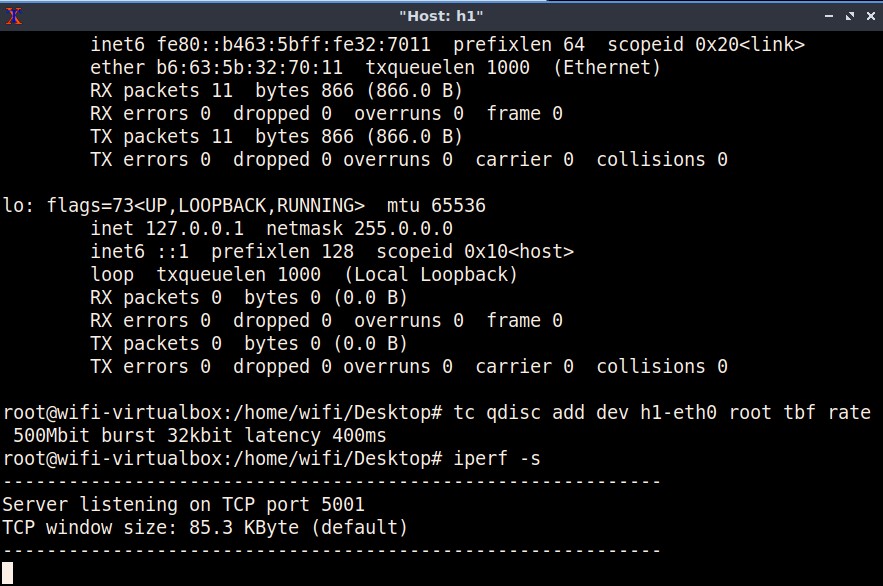 "Host: h1"
inet6 fe80::b463:5bff:fe32:7011  prefixlen 64  scopeid 0x20<link>
ether b6:63:5b:32:70:11  txqueuelen 1000  (Ethernet)
RX packets 11  bytes 866 (866.0 B)
RX errors 0  dropped 0  overruns 0  frame 0
TX packets 11  bytes 866 (866.0 B)
TX errors 0  dropped 0 overruns 0  carrier 0  collisions 0
lo: flags=73<UP,LOOPBACK,RUNNING>  mtu 65536
inet 127.0.0.1  netmask 255.0.0.0
inet6 ::1  prefixlen 128  scopeid 0x10<host>
loop  txqueuelen 1000  (Local Loopback)
RX packets 0  bytes 0 (0.0 B)
RX errors 0  dropped 0  overruns 0  frame 0
TX packets 0  bytes 0 (0.0 B)
TX errors 0  dropped 0 overruns 0  carrier 0  collisions 0
root@wifi-virtualbox:/home/wifi/Desktop# tc qdisc add dev h1-eth0 root tbf rate
500Mbit burst 32kbit latency 400ms
root@wifi-virtualbox:/home/wifi/Desktop# iperf -s
------------------------------------------------------------
Server listening on TCP port 5001
TCP window size: 85.3 KByte (default)
------------------------------------------------------------